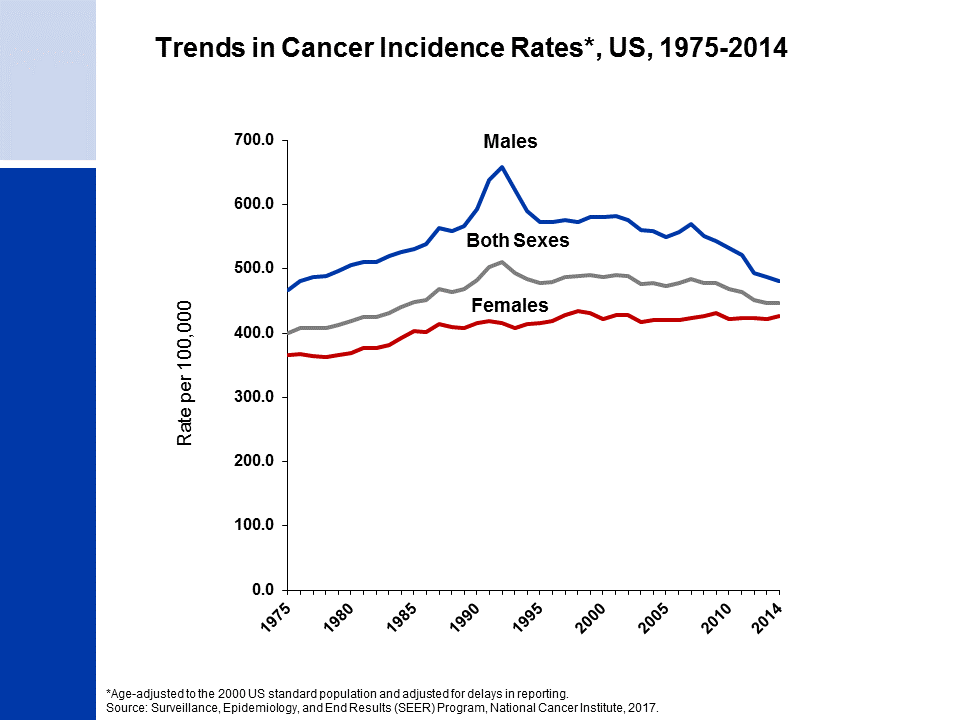 Trends in Cancer Incidence Rates*, US, 1975-2014
700.0
600.0
500.0
400.0
300.0
200.0
100.0
0.0
Rate per 100,000
Males
Both Sexes
Females
1975
1980
1985
1990
1995
2000
2005
2010
2014
*Age-adjusted to the 2000 US standard population and adjusted for delays in reporting.
Source: Surveillance, Epidemiology, and End Results (SEER) Program, National Cancer Institute, 2017.